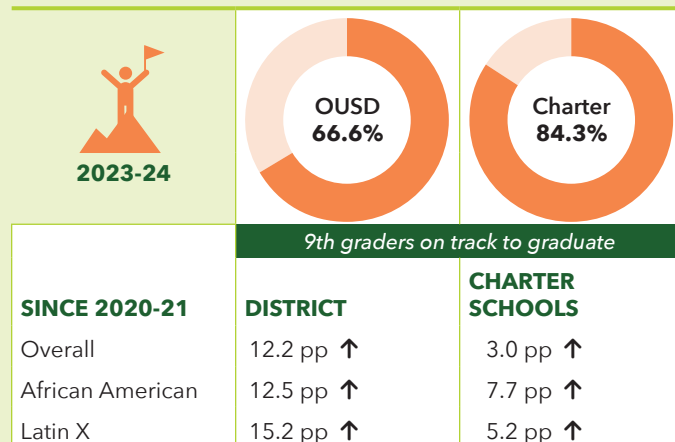 OUSD
66.6%
Charter
84.3%
2023-24
9th graders on track to graduate
SINCE 2020-21 DISTRICT CHARTER SCHOOLS
Overall 12.2 pp ↑ 3.0 pp ↑
African American 12.5 pp ↑ 7.7 pp ↑
Latin X 15.2 pp ↑ 5.2 pp ↑